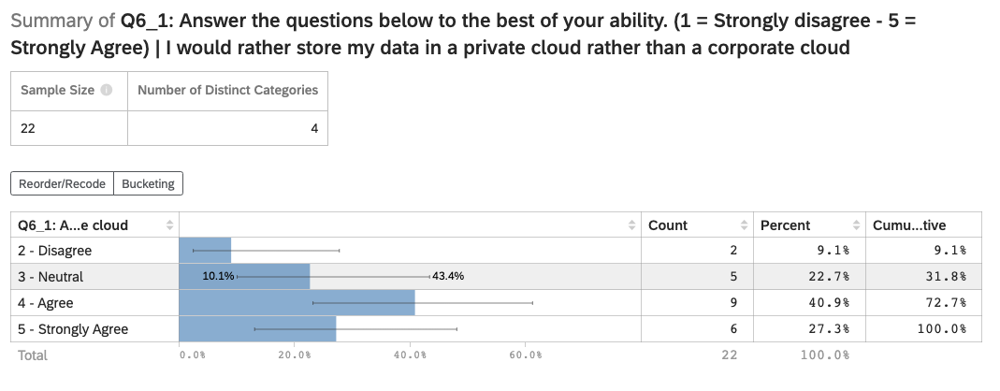 Summary of Q6_1: Answer the questions below to the best of your ability. (1 = Strongly disagree - 5 =
Strongly Agree) | I would rather store my data in a private cloud rather than a corporate cloud
Sample Size Number of Distinct Categories
22 4
Reorder/Recode Bucketing
Q6_1: A...e cloud Count Percent Cumu...tive
2 - Disagree 2 9.1% 9.1%
3 - Neutral 10.1% 43.4% 5 22.7% 31.8%
4 - Agree 9 40.9% 72.7%
5 - Strongly Agree 6 27.3% 100.0%
Total 0.0% 20.0% 40.0% 60.0% 22 100.0%